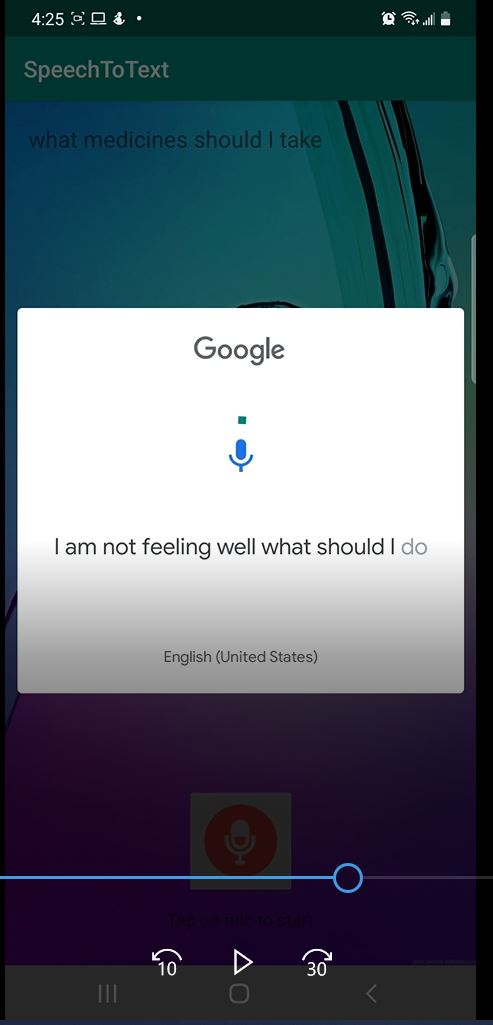 4:25
SpeechToText
what medicines should I take
Google
I am not feeling well what should I do
English (United States)
Tap on mic to start
10 30